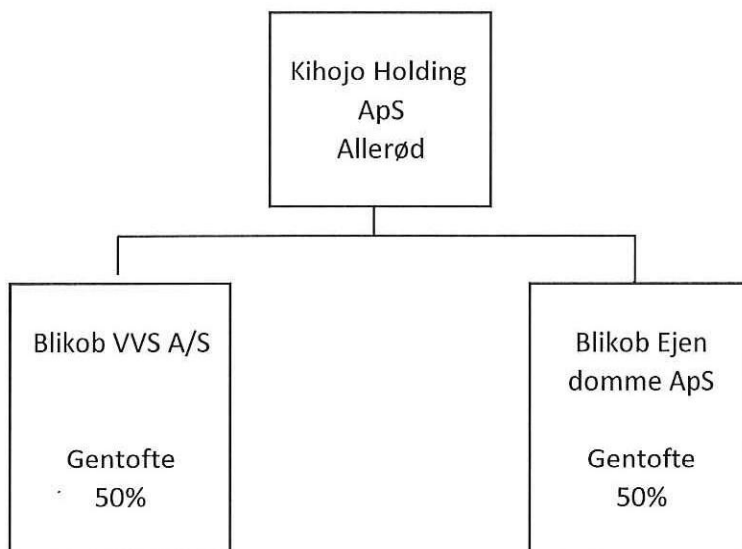 Kihojo Holding
ApS
Allerød
Blikob VVS A/S
Gentofte
50%
Blikob Ejen
domme ApS
Gentofte
50%